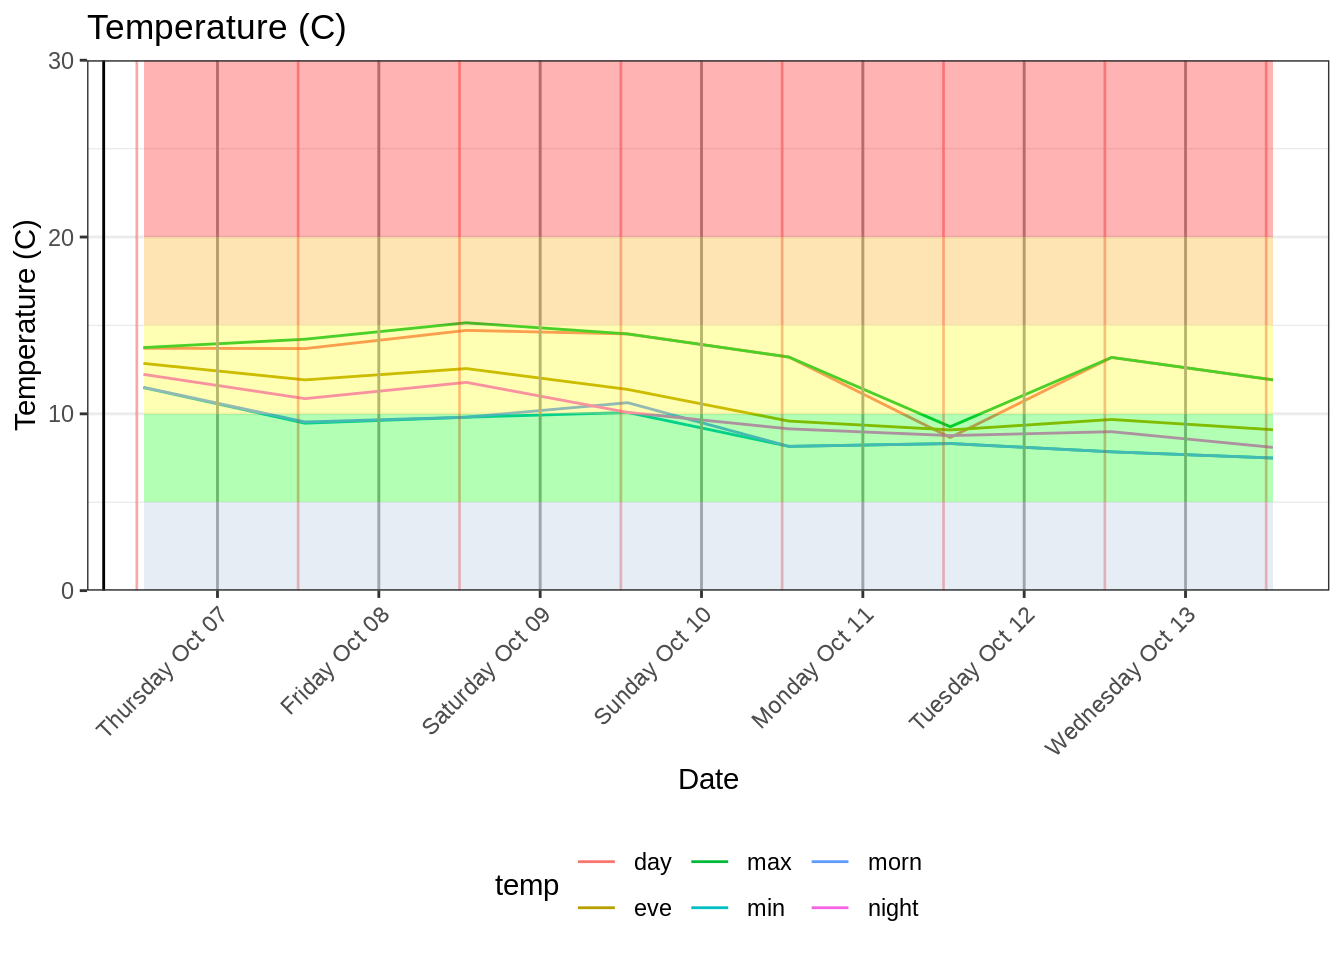 Temperature (C)
30
20
10
0
Temperature (C)
Thursday Oct 07
Friday Oct 08
Saturday Oct 09
Sunday Oct 10
Monday Oct 11
Tuesday Oct 12
Wednesday Oct 13
Date
temp
day max morn
eve min night